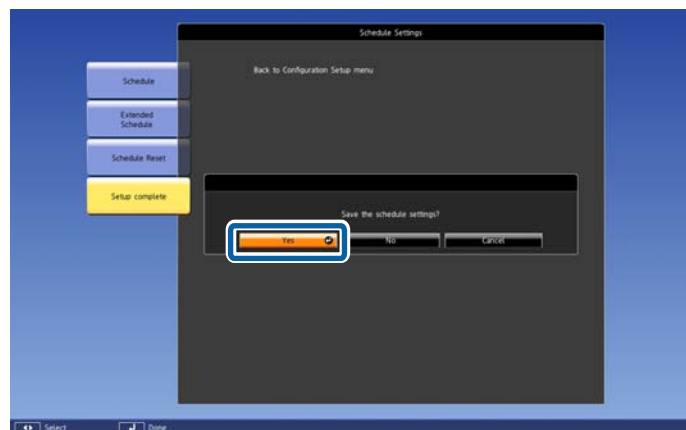 Schedule Settings
Back to Configuration Setup menu
Schedule
Extended
Schedule
Schedule Reset
Setup complete
Save the schedule settings?
Yes
No
Cancel
Select
Done